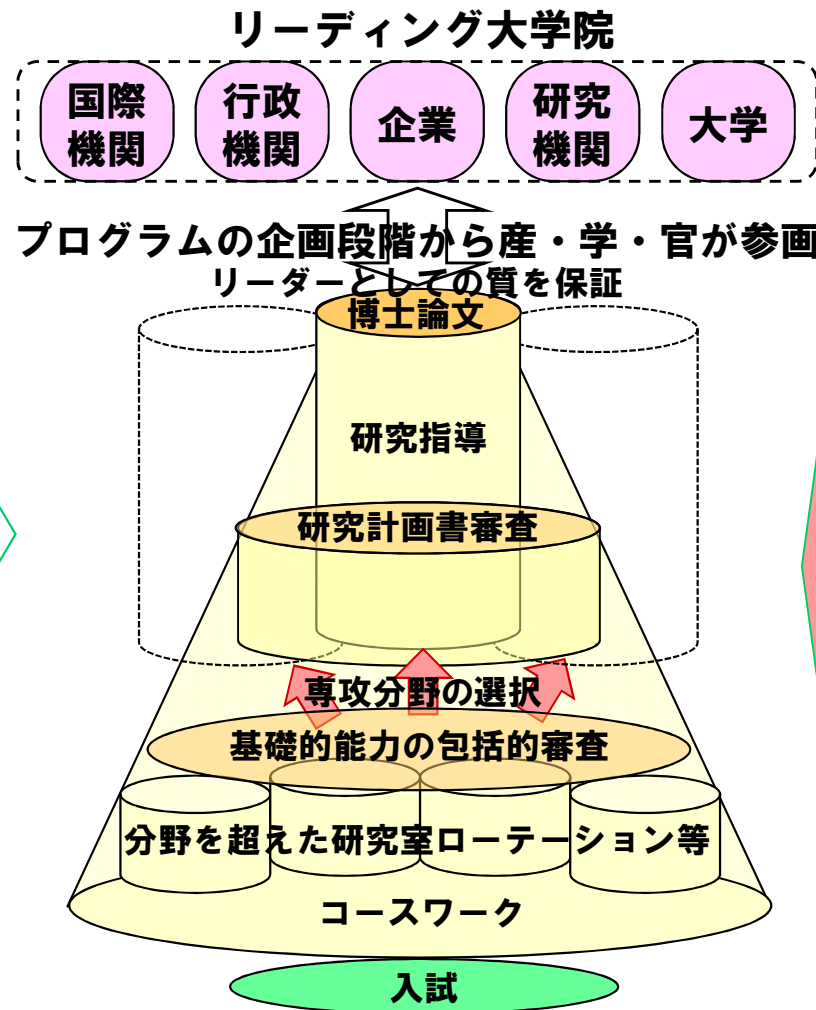 リーディング大学院
国際
機関
行政
機関
企業
研究
機関
大学
プログラムの企画段階から産・学・官が参画
リーダーとしての質を保証
博士論文
研究指導
研究計画書審査
専攻分野の選択
基礎的能力の包括的審査
分野を超えた研究室ローテーション等
コースワーク
入試